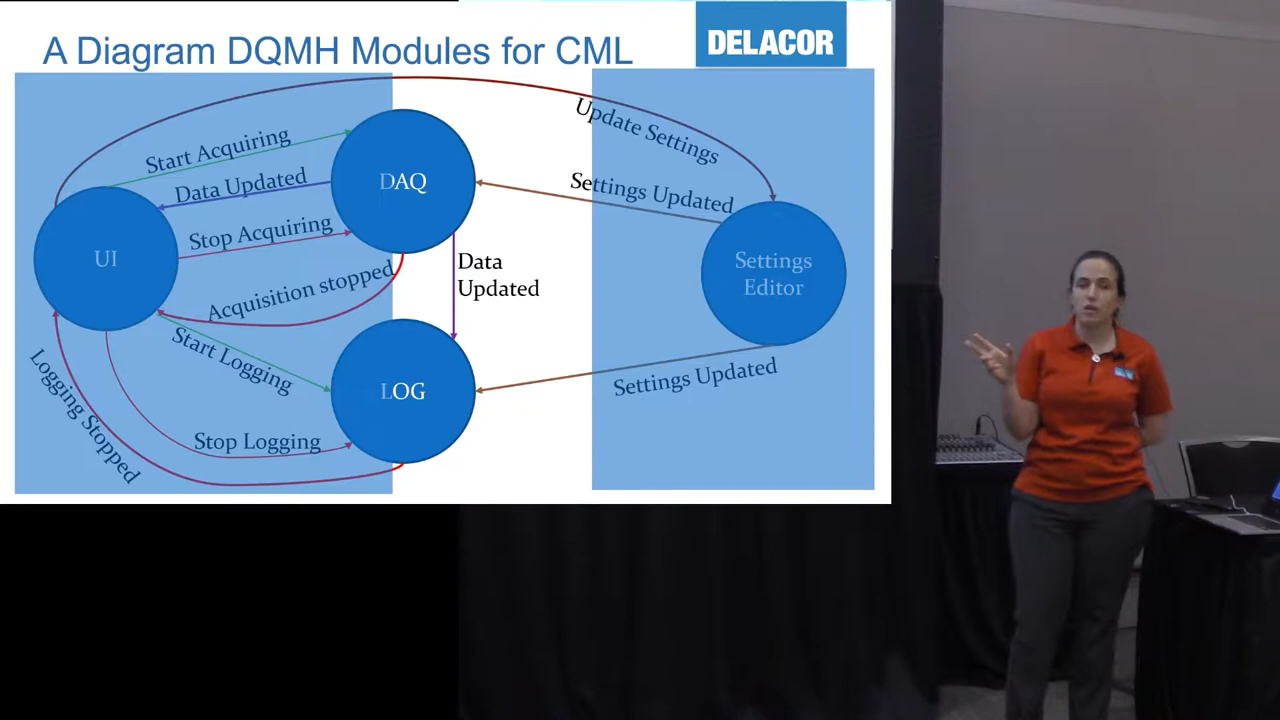 A Diagram DQMH Modules for CML
DELACOR
Update Settings
Start Acquiring
Data Updated
DAQ
Settings Updated
Stop Acquiring
UI
Data
Updated
Settings
Editor
Acquisition stopped
Start Logging
LOG
Settings Updated
Logging Stopped
Stop Logging